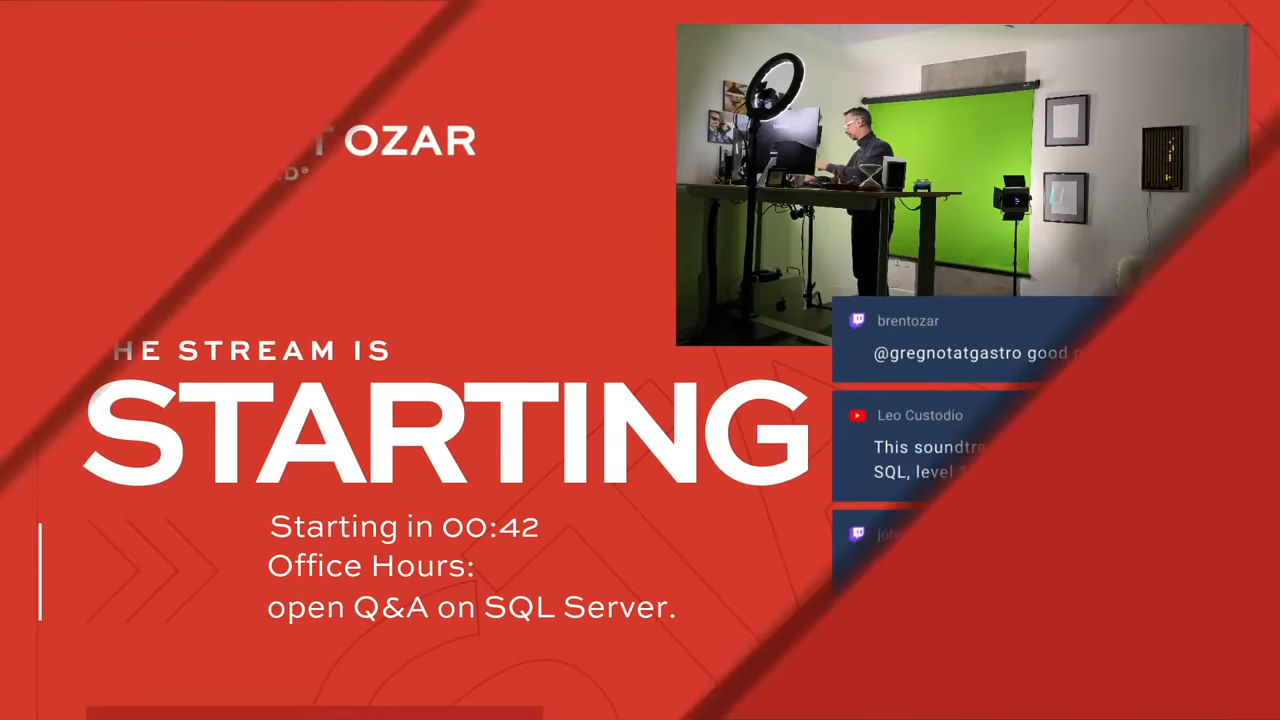 OZAR
HE STREAM IS
STARTING
Starting in 00:42
Office Hours:
open Q&A on SQL Server.
brentozar
@gregnotatgastro good
Leo Custodio
This soundtra
SQL, level